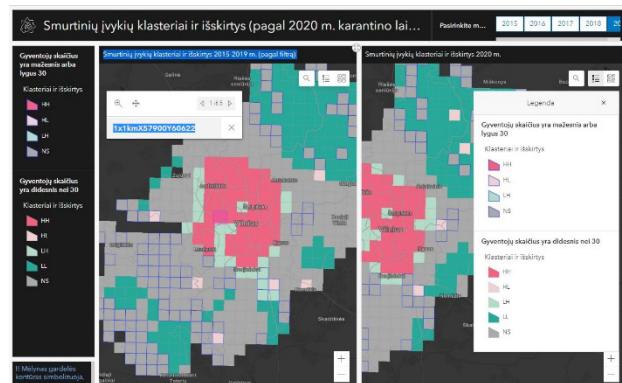 Smurtinių įvykių klasteriai ir išskirtys (pagal 2020 m. karantino lai...
Pasirinkite m...
2015
2016
2017
2018
Gyventojų skaičius
yra mažesnis arba
lygus 30
Klasteriai ir išskirtys
HH
HL
LH
NS
Gyventojų skaičius
yra didesnis nei 30
Klasteriai ir išskirtys
HH
HL
LH
LL
NS
!! Mėlynas gardelės
kontūras simbolizuoja,
Smurtinių įvykių klasteriai ir išskirtys 2015-2019 m. (pagal filtrą)
1x1kmX57900Y60622
Vilnius
Smurtinių įvykių klasteriai ir išskirtys 2020 m.
Vilnius
Legenda
Gyventojų skaičius yra mažesnis arba
lygus 30
Klasteriai ir išskirtys
HH
HL
LH
NS
Gyventojų skaičius yra didesnis nei 30
Klasteriai ir išskirtys
HH
HL
LH
LL
NS